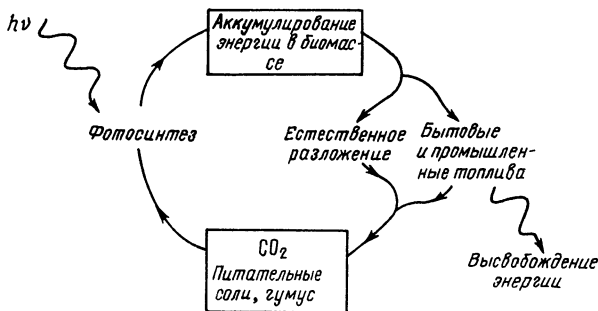 hν
Аккумулирование
энергии в биомас-
се
Фотосинтез
Естественное
разложение
Бытовые
и промышлен-
ные топлива
CO₂
Питательные
соли, гумус
Высвобождение
энергии